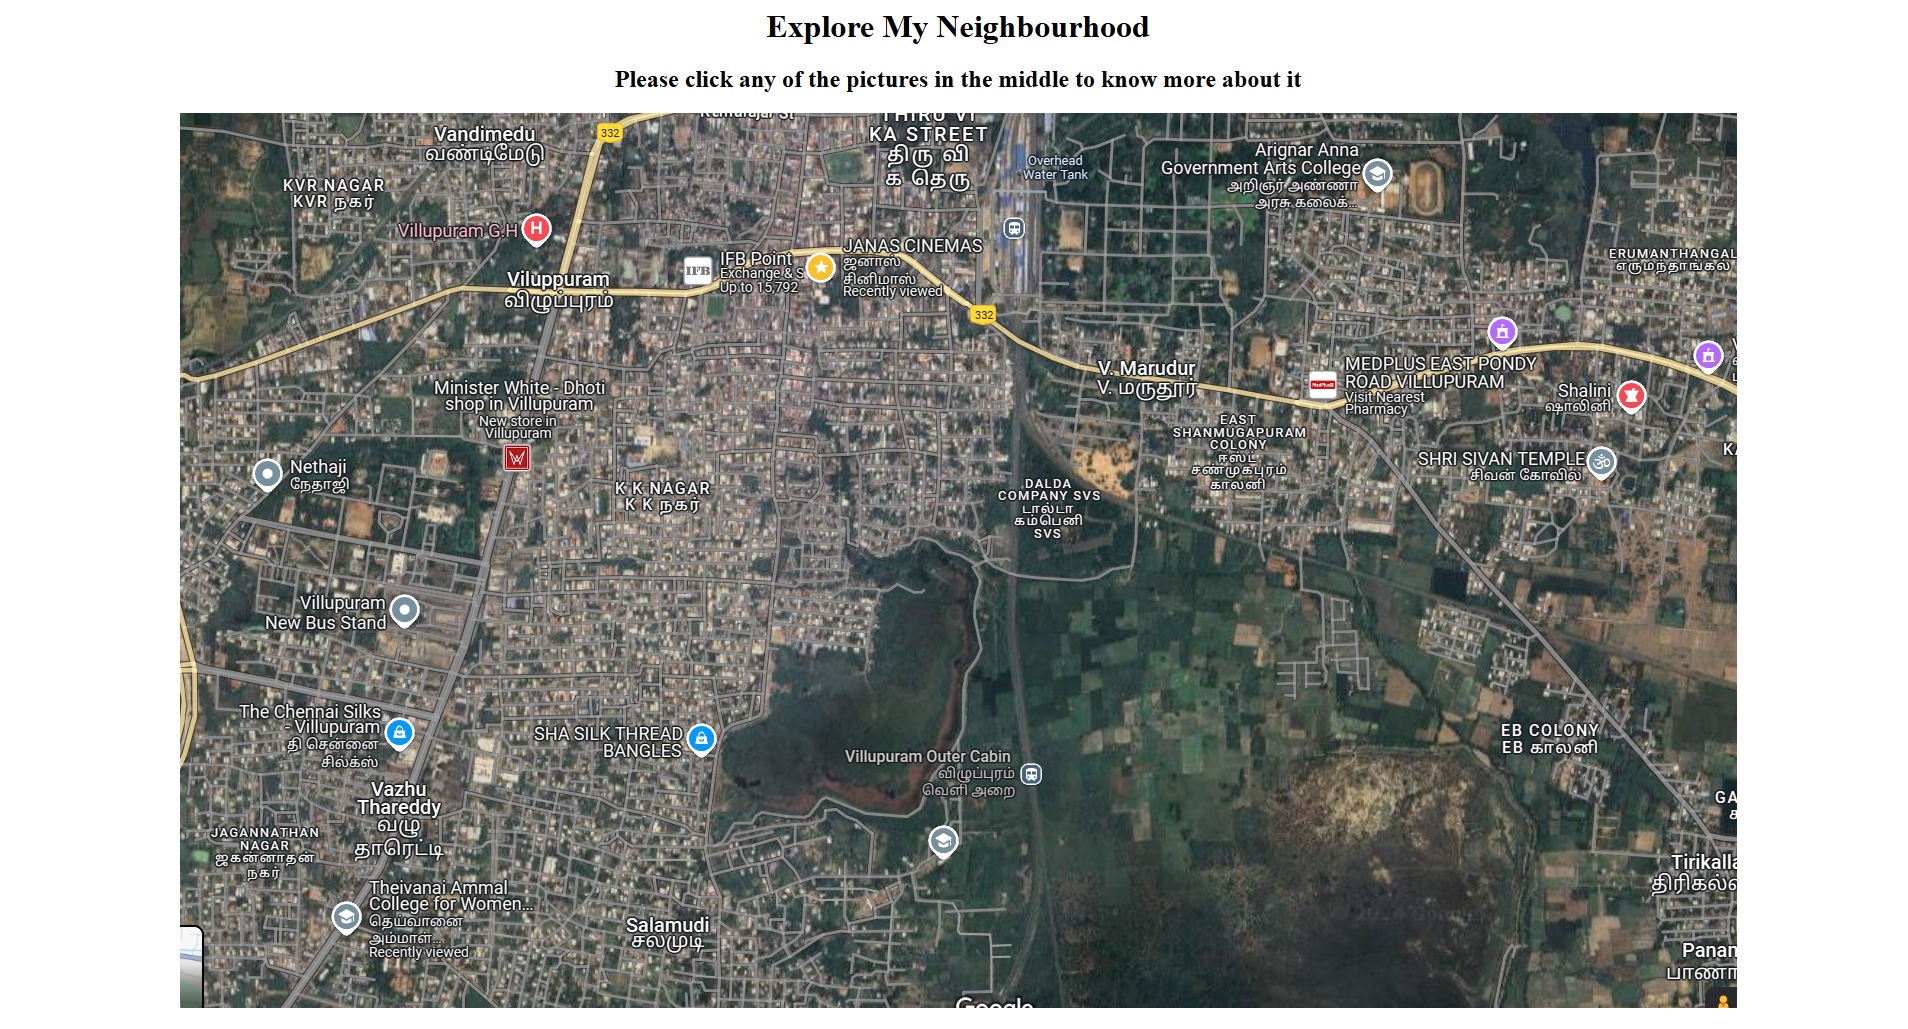 Explore My Neighbourhood
Please click any of the pictures in the middle to know more about it
Vandimedu
வண்டிமேடு
332
Kumarajar St
THIRU VI
KA STREET
திரு வி
க தெரு
Overhead
Water Tank
Arignar Anna
Government Arts College
அறிஞர் அண்ணா
அரசு கலைக்...
KVR NAGAR
KVR நகர்
Villupuram G.H
H
Viluppuram
விழுப்புரம்
IFB
IFB Point
Exchange & S
Up to 15,792
JANAS CINEMAS
ஜனாஸ்
சினிமாஸ்
Recently viewed
332
ERUMANTHANGAL
எருமந்தாங்கல்
V. Marudur
V. மருதூர்
MedPlus
MEDPLUS EAST PONDY
ROAD VILLUPURAM
Visit Nearest
Pharmacy
Shalini
ஷாலினி
Minister White - Dhoti
shop in Villupuram
New store in
Villupuram
EAST
SHANMUGAPURAM
COLONY
ஈஸ்ட்
சண்முகபுரம்
காலனி
SHRI SIVAN TEMPLE
சிவன் கோவில்
Nethaji
நேதாஜி
K K NAGAR
K K நகர்
DALDA
COMPANY SVS
டால்டா
கம்பெனி
SVS
Villupuram
New Bus Stand
The Chennai Silks
- Villupuram
தி சென்னை
சில்க்ஸ்
SHA SILK THREAD
BANGLES
Villupuram Outer Cabin
விழுப்புரம்
வெளி அறை
EB COLONY
EB காலனி
Vazhu
Thareddy
வழு
தாரெட்டி
JAGANNATHAN
NAGAR
ஜகன்னாதன்
நகர்
Theivanai Ammal
College for Women...
தெய்வானை
அம்மாள்...
Recently viewed
Salamudi
சலமுடி
Google